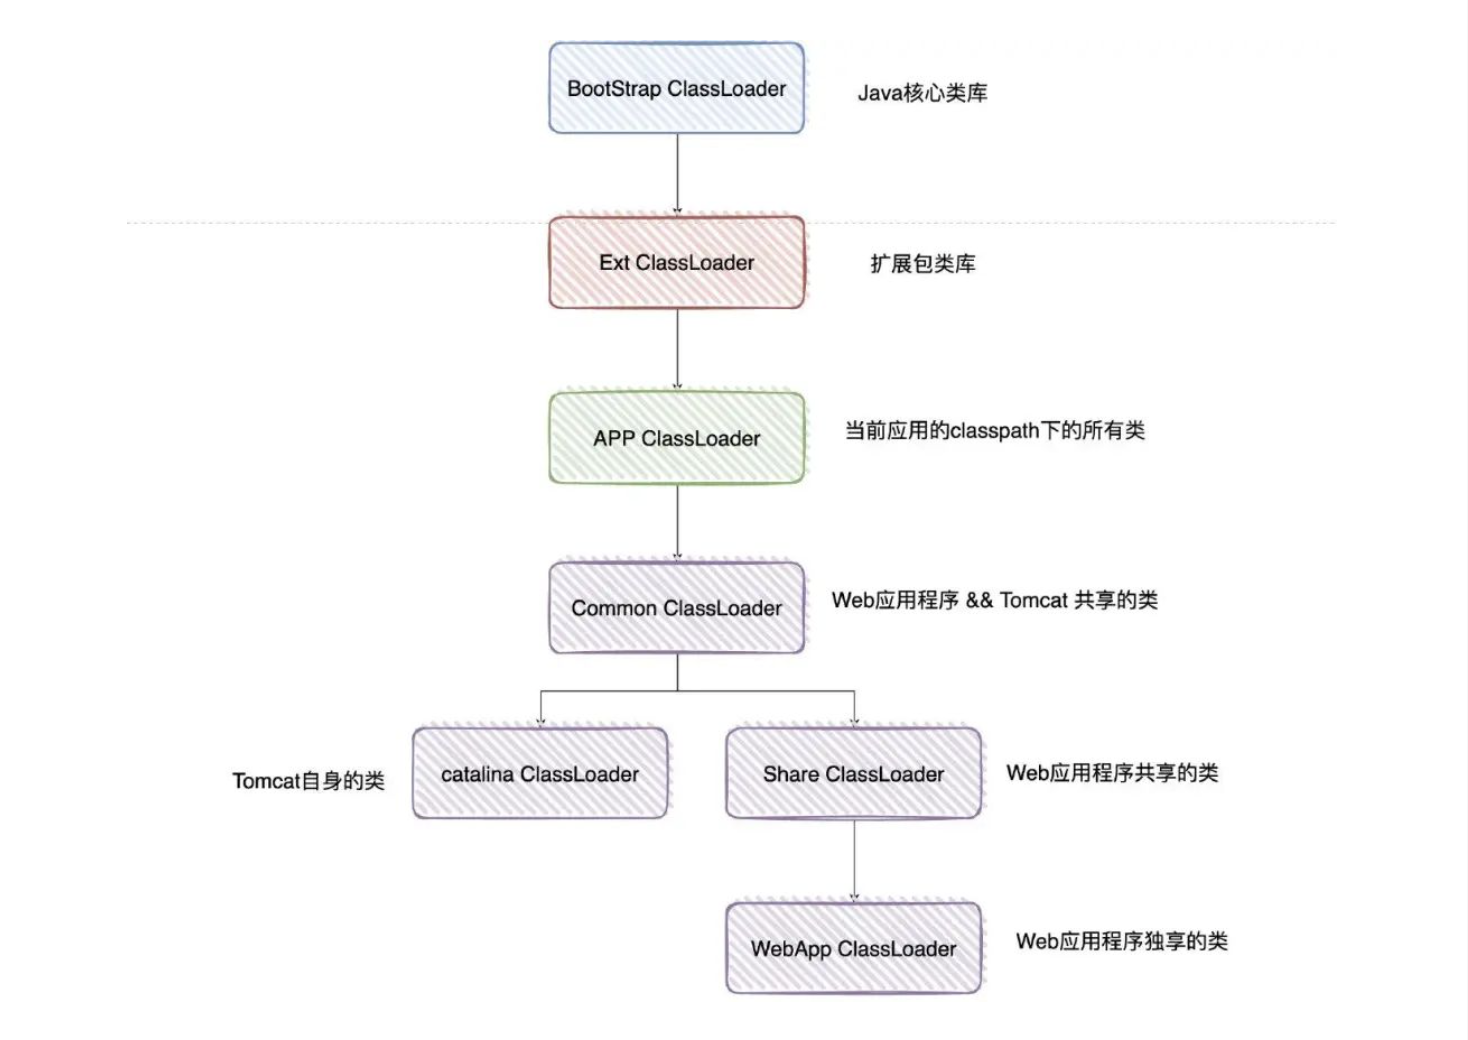 BootStrap ClassLoader
Java核心类库
Ext ClassLoader
扩展包类库
APP ClassLoader
当前应用的classpath下的所有类
Common ClassLoader
Web应用程序 && Tomcat 共享的类
Tomcat自身的类
catalina ClassLoader
Share ClassLoader
Web应用程序共享的类
WebApp ClassLoader
Web应用程序独享的类